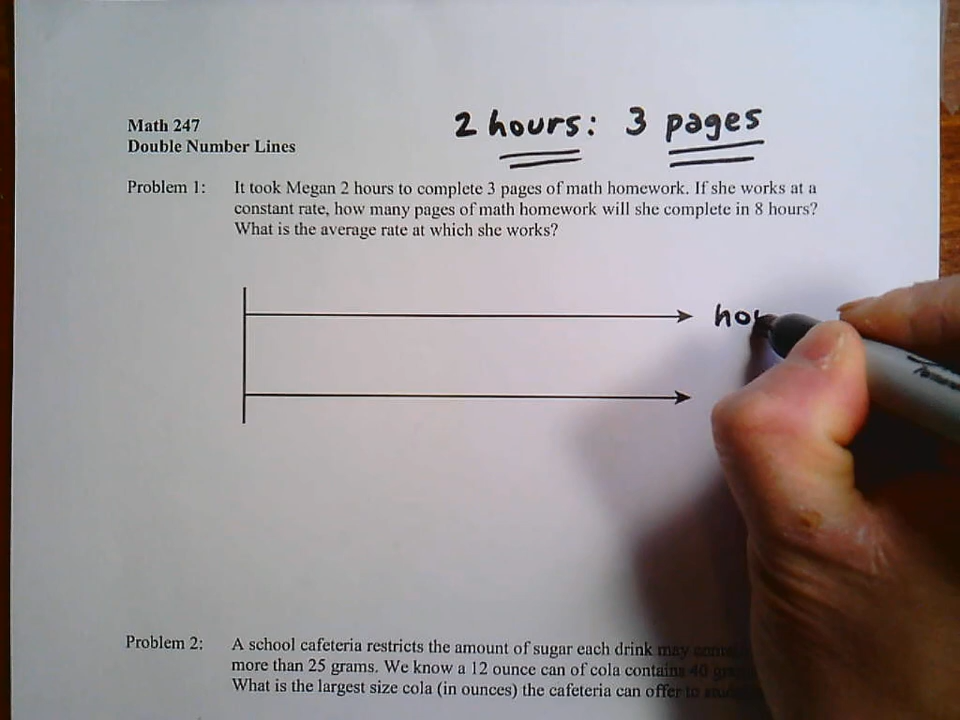 Math 247
Double Number Lines
2 hours: 3 pages
Problem 1: It took Megan 2 hours to complete 3 pages of math homework. If she works at a
constant rate, how many pages of math homework will she complete in 8 hours?
What is the average rate at which she works?
Problem 2: A school cafeteria restricts the amount of sugar each drink may
more than 25 grams. We know a 12 ounce can of cola contains 40
What is the largest size cola (in ounces) the cafeteria can offer to